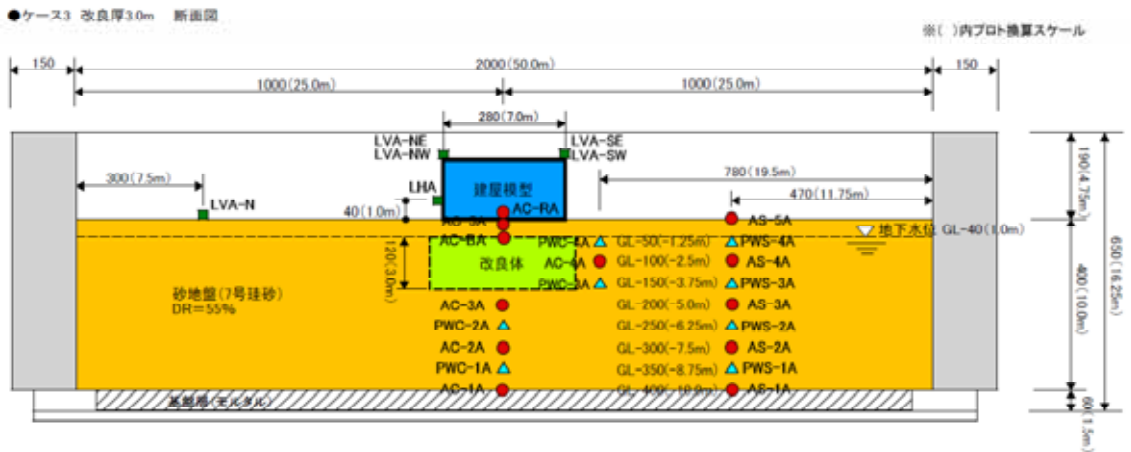 ●ケース3 改良厚3.0m 断面図
※( )内プロト換算スケール
150
2000(50.0m)
150
1000(25.0m)
1000(25.0m)
280(7.0m)
LVA-NE
LVA-NW
LVA-SE
LVA-SW
190(4.75m)
300(7.5m)
780(19.5m)
LHA
建屋模型
470(11.75m)
LVA-N
40(1.0m)
AC-RA
AS-5A
地下水位 GL-40(1.0m)
AC-BA
PWC-4A
GL-50(-1.25m)
PWS-4A
120(3.0m)
改良体
AC-4A
GL-100(-2.5m)
AS-4A
650(16.25m)
PWC-3A
GL-150(-3.75m)
PWS-3A
400(10.0m)
砂地盤(7号珪砂)
DR=55%
AC-3A
GL-200(-5.0m)
AS-3A
PWC-2A
GL-250(-6.25m)
PWS-2A
AC-2A
GL-300(-7.5m)
AS-2A
PWC-1A
GL-350(-8.75m)
PWS-1A
AC-1A
GL-400(-10.0m)
AS-1A
基盤層(モルタル)
60(1.5m)